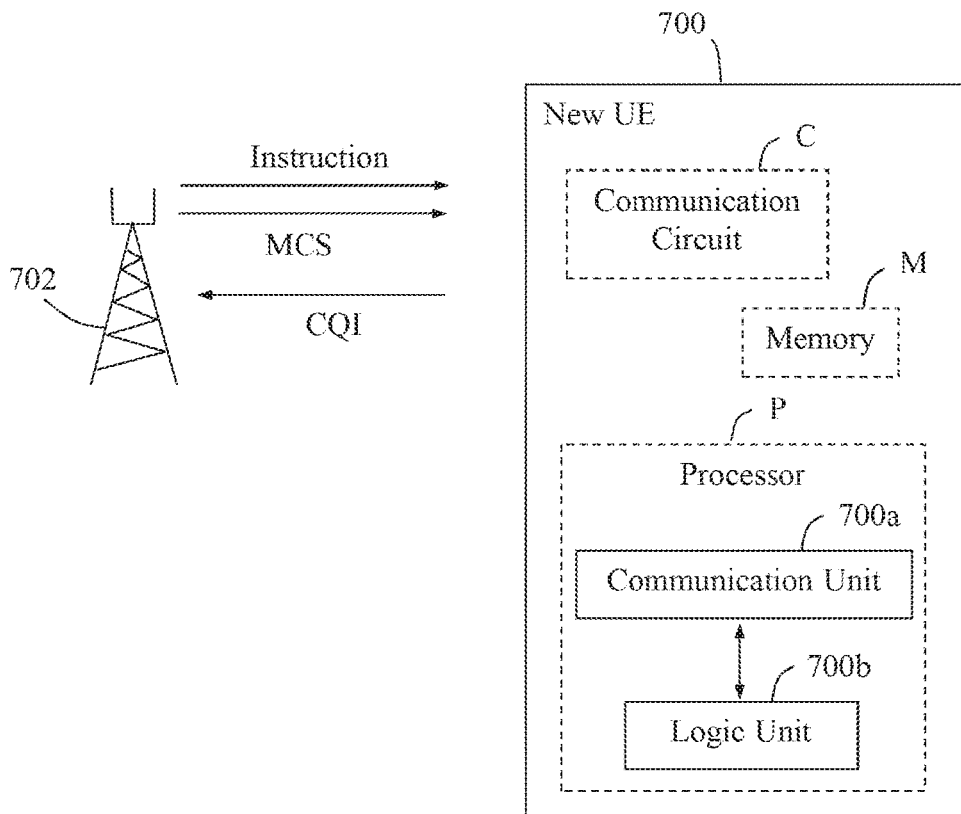 700
New UE
C
Instruction
Communication
Circuit
MCS
M
702
CQI
Memory
P
Processor
700a
Communication Unit
700b
Logic Unit